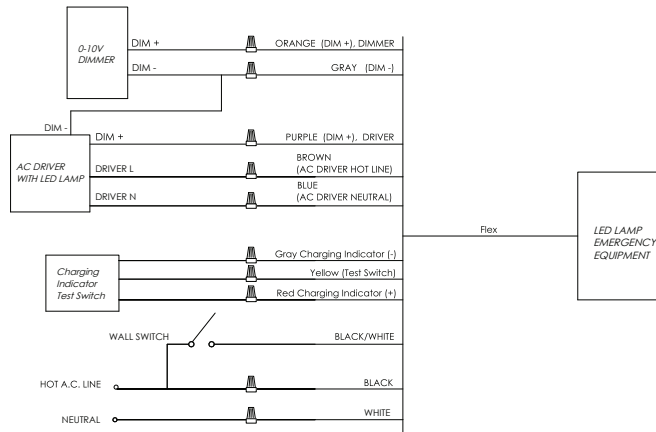 0-10V
DIMMER
DIM +
ORANGE (DIM +), DIMMER
DIM -
GRAY (DIM -)
DIM -
AC DRIVER
WITH LED LAMP
DIM +
PURPLE (DIM +), DRIVER
DRIVER L
BROWN
(AC DRIVER HOT LINE)
DRIVER N
BLUE
(AC DRIVER NEUTRAL)
Flex
LED LAMP
EMERGENCY
EQUIPMENT
Charging
Indicator
Test Switch
Gray Charging Indicator (-)
Yellow (Test Switch)
Red Charging Indicator (+)
WALL SWITCH
BLACK/WHITE
HOT A.C. LINE
BLACK
NEUTRAL
WHITE